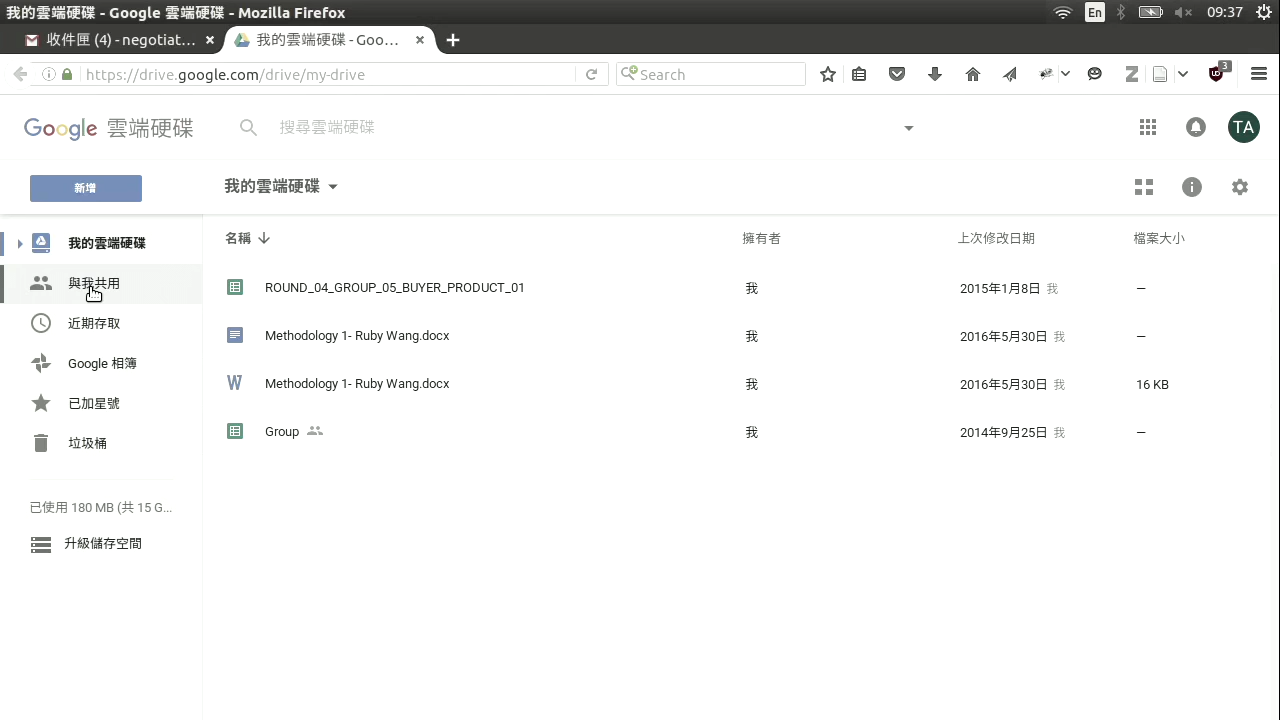 我的雲端硬碟 - Google 雲端硬碟 - Mozilla Firefox
En
09:37
收件匣 (4) - negotiat...
我的雲端硬碟 - Goo...
https://drive.google.com/drive/my-drive
Search
3
Google 雲端硬碟
搜尋雲端硬碟
TA
新增
我的雲端硬碟
我的雲端硬碟
與我共用
近期存取
Google 相簿
已加星號
垃圾桶
已使用 180 MB (共 15 G...
升級儲存空間
名稱 擁有者 上次修改日期 檔案大小
ROUND_04_GROUP_05_BUYER_PRODUCT_01 我 2015年1月8日 我 —
Methodology 1- Ruby Wang.docx 我 2016年5月30日 我 —
W Methodology 1- Ruby Wang.docx 我 2016年5月30日 我 16 KB
Group 我 2014年9月25日 我 —